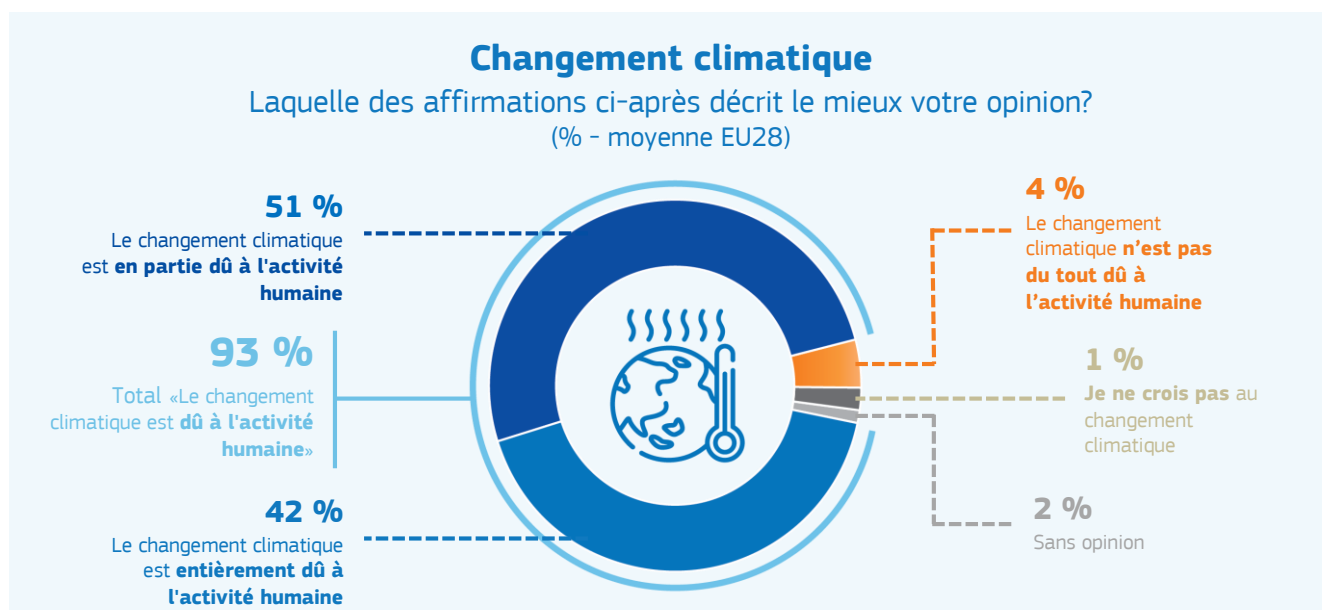 Changement climatique
Laquelle des affirmations ci-après décrit le mieux votre opinion?
(% - moyenne EU28)
51 %
Le changement climatique
est en partie dû à l'activité
humaine
93 %
Total «Le changement
climatique est dû à l'activité
humaine»
42 %
Le changement climatique
est entièrement dû à
l'activité humaine
4 %
Le changement
climatique n’est pas
du tout dû à
l’activité humaine
1 %
Je ne crois pas au
changement
climatique
2 %
Sans opinion